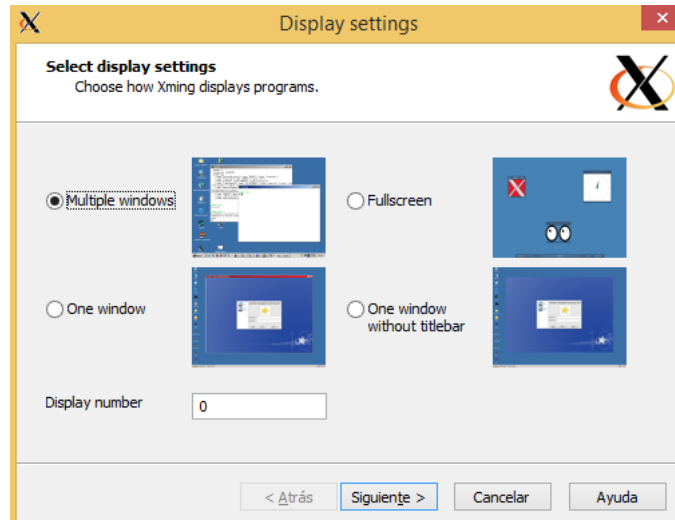 Display settings
Select display settings
Choose how Xming displays programs.
Multiple windows
Fullscreen
One window
One window
without titlebar
Display number
0
< Atrás
Siguiente >
Cancelar
Ayuda